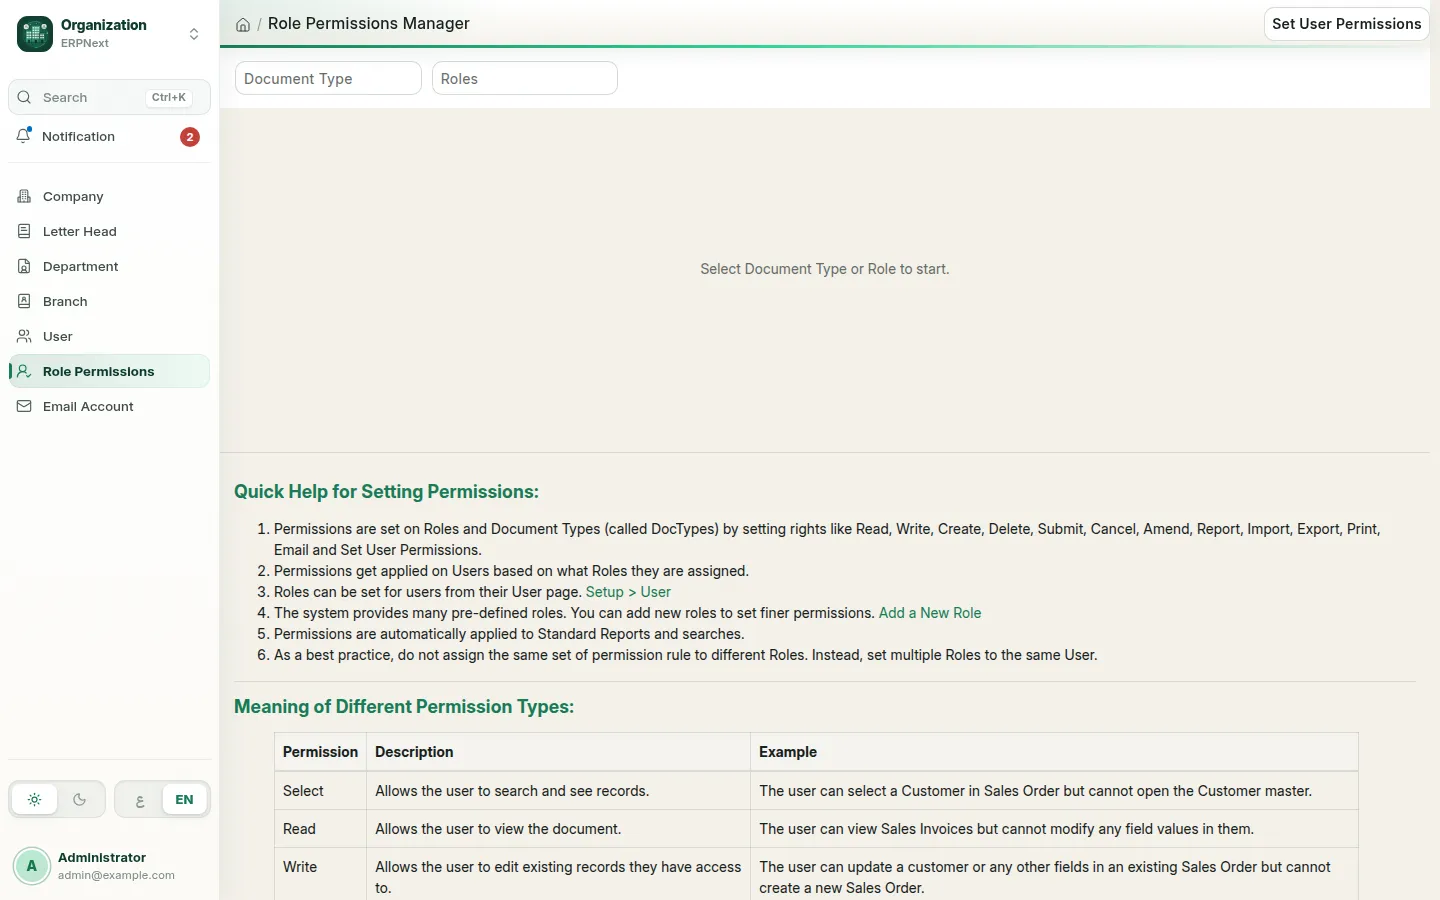 Organization
ERPNext
Search
Ctrl+K
Notification
2
Company
Letter Head
Department
Branch
User
Role Permissions
Email Account
ع
EN
A
Administrator
admin@example.com
/ Role Permissions Manager
Set User Permissions
Document Type
Roles
Select Document Type or Role to start.
Quick Help for Setting Permissions:
1. Permissions are set on Roles and Document Types (called DocTypes) by setting rights like Read, Write, Create, Delete, Submit, Cancel, Amend, Report, Import, Export, Print,
Email and Set User Permissions.
2. Permissions get applied on Users based on what Roles they are assigned.
3. Roles can be set for users from their User page. Setup > User
4. The system provides many pre-defined roles. You can add new roles to set finer permissions. Add a New Role
5. Permissions are automatically applied to Standard Reports and searches.
6. As a best practice, do not assign the same set of permission rule to different Roles. Instead, set multiple Roles to the same User.
Meaning of Different Permission Types:
Permission Description Example
Select Allows the user to search and see records. The user can select a Customer in Sales Order but cannot open the Customer master.
Read Allows the user to view the document. The user can view Sales Invoices but cannot modify any field values in them.
Write Allows the user to edit existing records they have access The user can update a customer or any other fields in an existing Sales Order but cannot
to. create a new Sales Order.